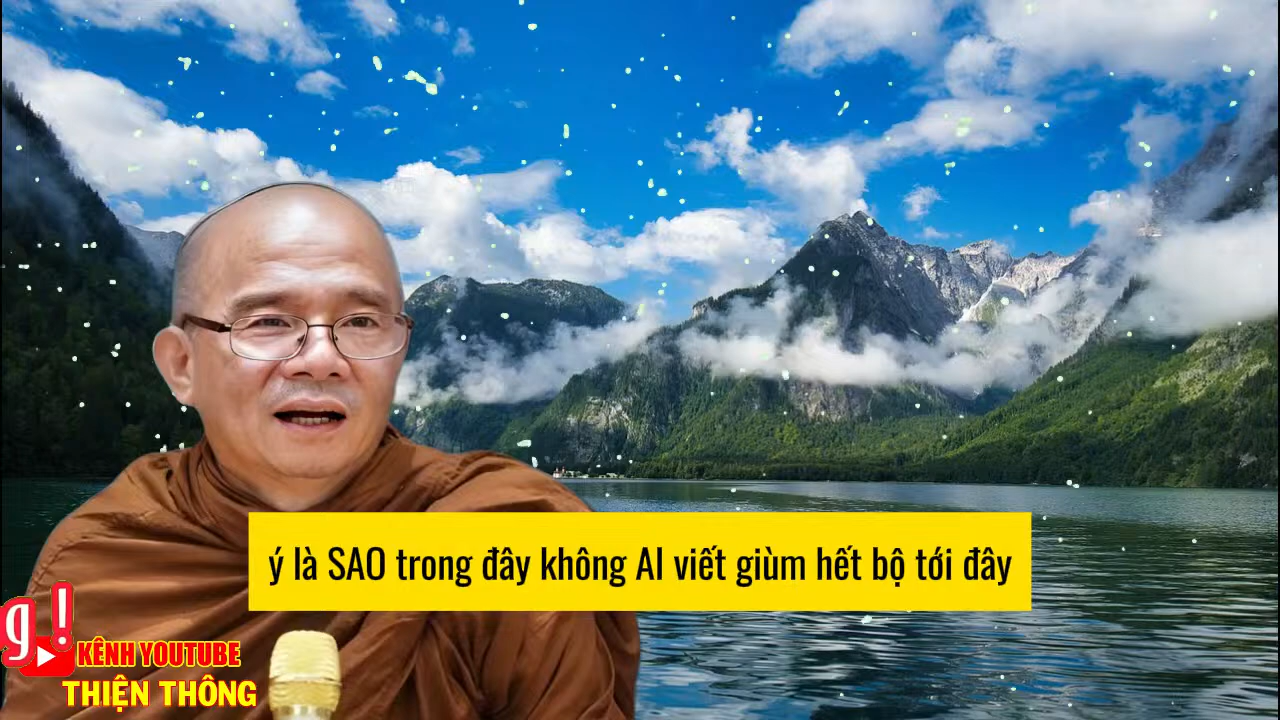 ý là SAO trong đây không AI viết giùm hết bộ tới đây
g!
KÊNH YOUTUBE
THIỆN THÔNG